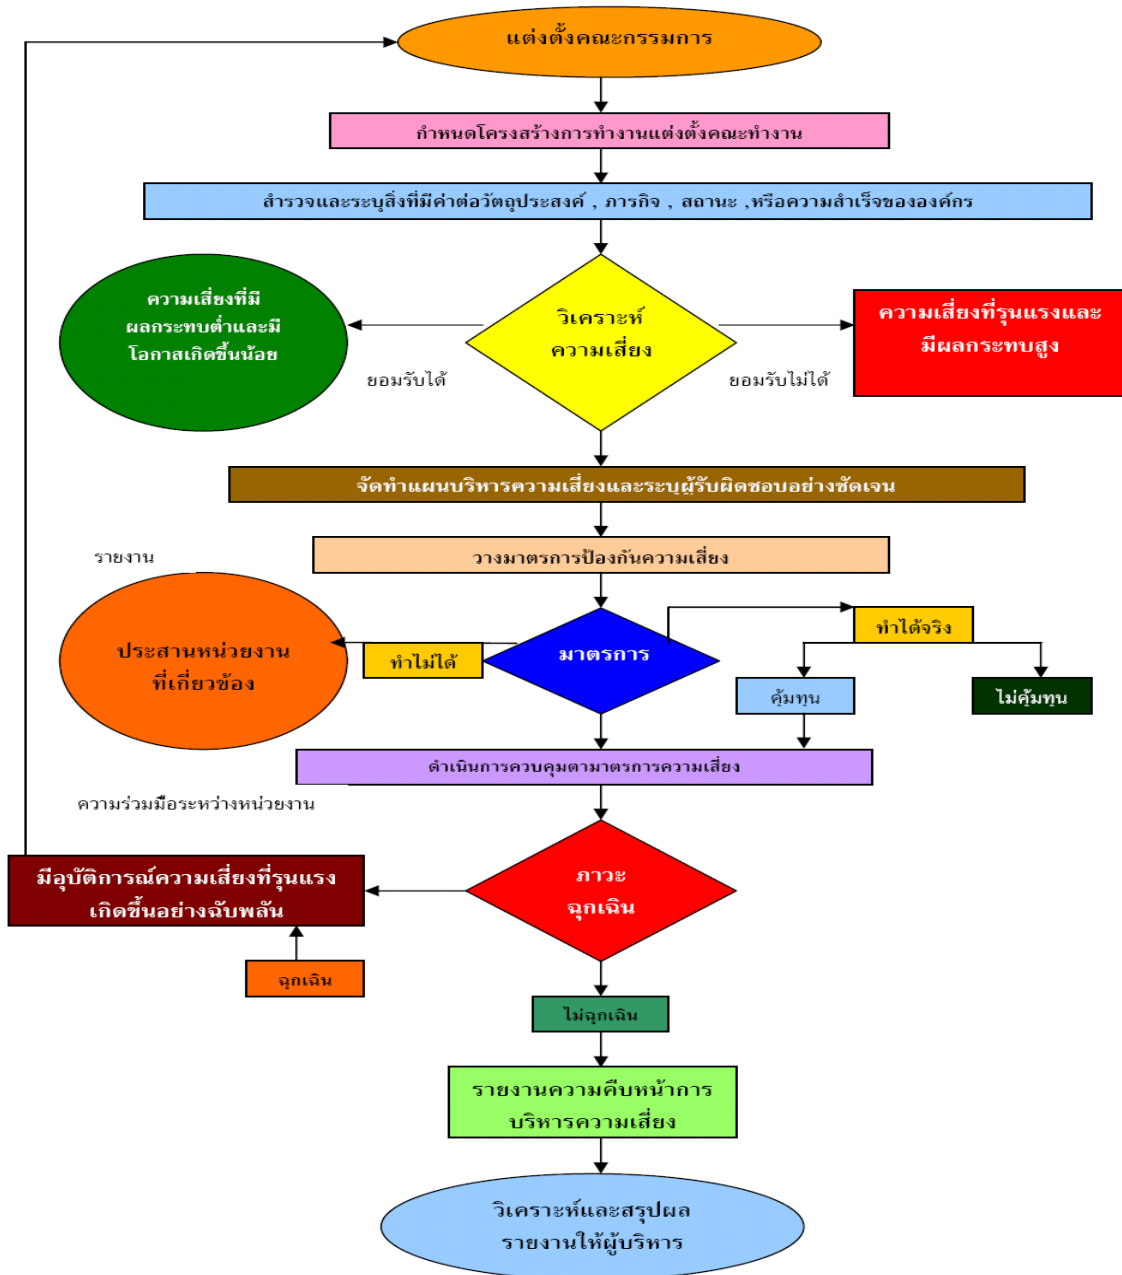 แต่งตั้งคณะกรรมการ
กำหนดโครงสร้างการทำงานแต่งตั้งคณะทำงาน
สำรวจและระบุสิ่งที่มีค่าต่อวัตถุประสงค์ , ภารกิจ , สถานะ ,หรือความสำเร็จขององค์กร
ความเสี่ยงที่มี
ผลกระทบต่ำและมี
โอกาสเกิดขึ้นน้อย
วิเคราะห์
ความเสี่ยง
ความเสี่ยงที่รุนแรงและ
มีผลกระทบสูง
ยอมรับได้
ยอมรับไม่ได้
จัดทำแผนบริหารความเสี่ยงและระบุผู้รับผิดชอบอย่างชัดเจน
วางมาตรการป้องกันความเสี่ยง
รายงาน
ประสานหน่วยงาน
ที่เกี่ยวข้อง
ทำไม่ได้
มาตรการ
ทำได้จริง
คุ้มทุน
ไม่คุ้มทุน
ดำเนินการควบคุมตามาตรการความเสี่ยง
ความร่วมมือระหว่างหน่วยงาน
มีอุบัติการณ์ความเสี่ยงที่รุนแรง
เกิดขึ้นอย่างฉับพลัน
ภาวะ
ฉุกเฉิน
ฉุกเฉิน
ไม่ฉุกเฉิน
รายงานความคืบหน้าการ
บริหารความเสี่ยง
วิเคราะห์และสรุปผล
รายงานให้ผู้บริหาร